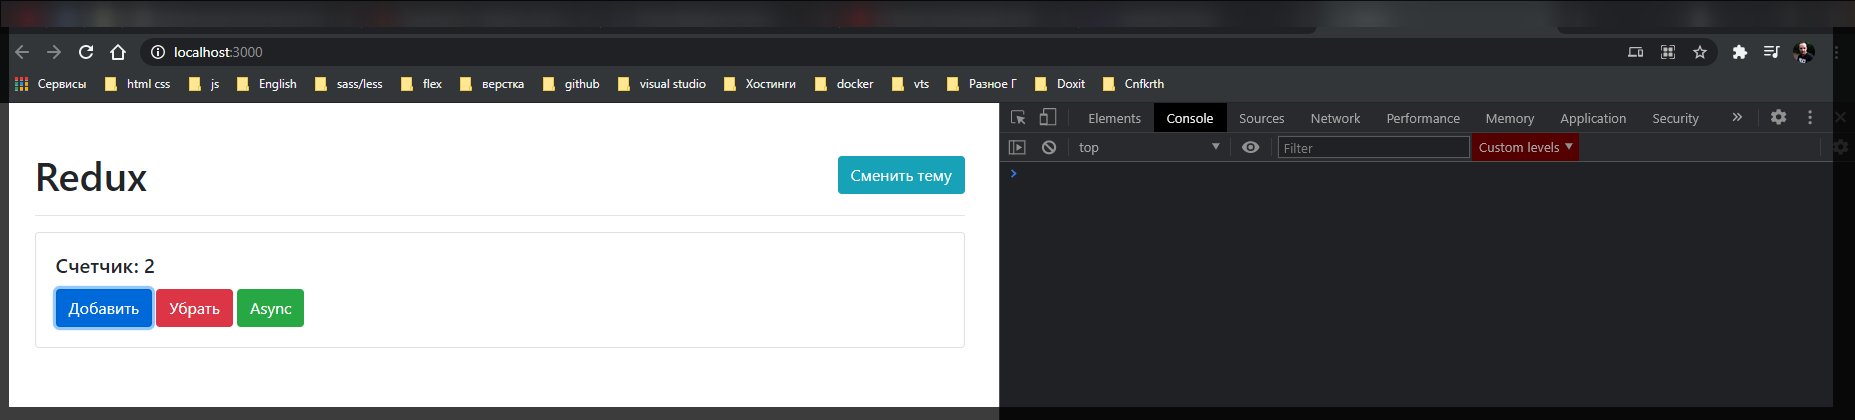 localhost:3000
Сервисы html css js English sass/less flex верстка github visual studio Хостинги docker vts Разное Г Doxit Cnfkrth
Elements Console Sources Network Performance Memory Application Security »
top Filter Custom levels
Redux
Сменить тему
Счетчик: 2
Добавить Убрать Async